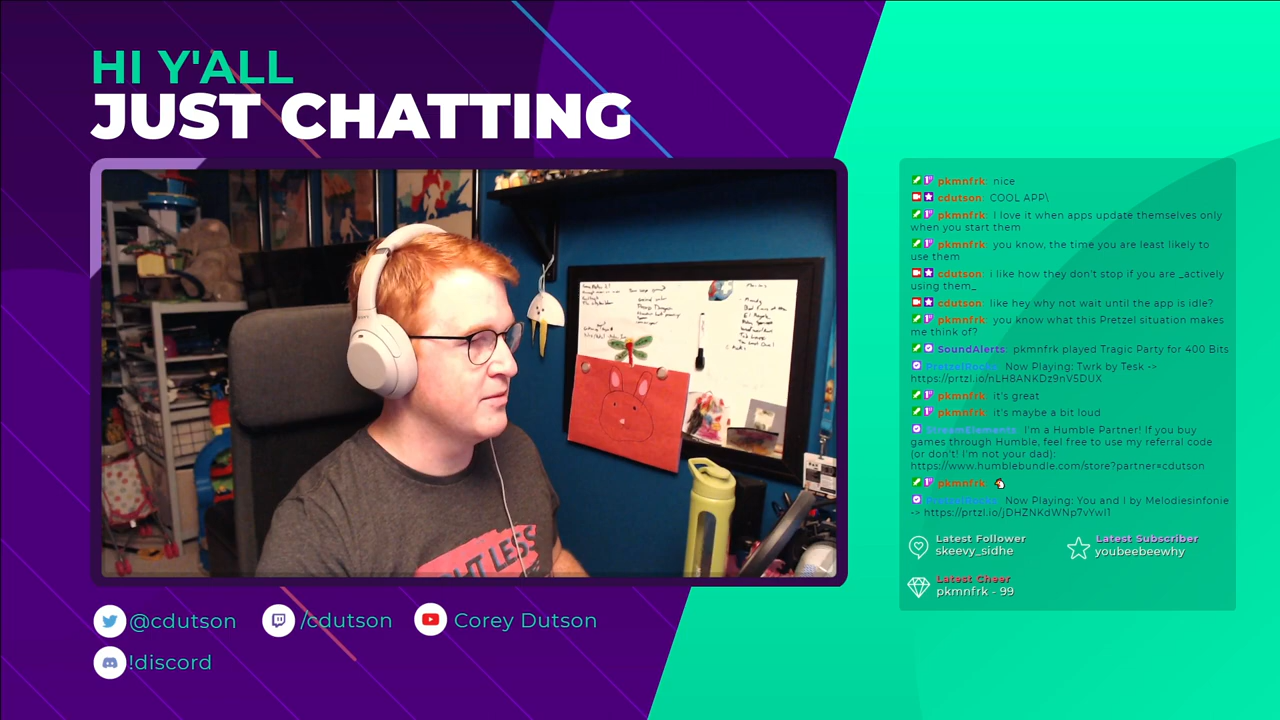 HI Y'ALL
JUST CHATTING
pkmnfrk: nice
cdutson: COOL APP\
pkmnfrk: I love it when apps update themselves only
when you start them
pkmnfrk: you know, the time you are least likely to
use them
cdutson: i like how they don't stop if you are _actively
using them_
cdutson: like hey why not wait until the app is idle?
pkmnfrk: you know what this Pretzel situation makes
me think of?
SoundAlerts: pkmnfrk played Tragic Party for 400 Bits
PretzelRocks: Now Playing: Twrk by Tesk ->
https://prtzl.io/nLH8ANKDz9nV5DUX
pkmnfrk: it's great
pkmnfrk: it's maybe a bit loud
StreamElements: I'm a Humble Partner! If you buy
games through Humble, feel free to use my referral code
(or don't! I'm not your dad):
https://www.humblebundle.com/store?partner=cdutson
pkmnfrk:
PretzelRocks: Now Playing: You and I by Melodiesinfonie
-> https://prtzl.io/jDHZNKdWNp7vYwl1
Latest Follower
skeevy_sidhe
Latest Subscriber
youbeebeewhy
Latest Cheer
pkmnfrk - 99
@cdutson
/cdutson
Corey Dutson
!discord